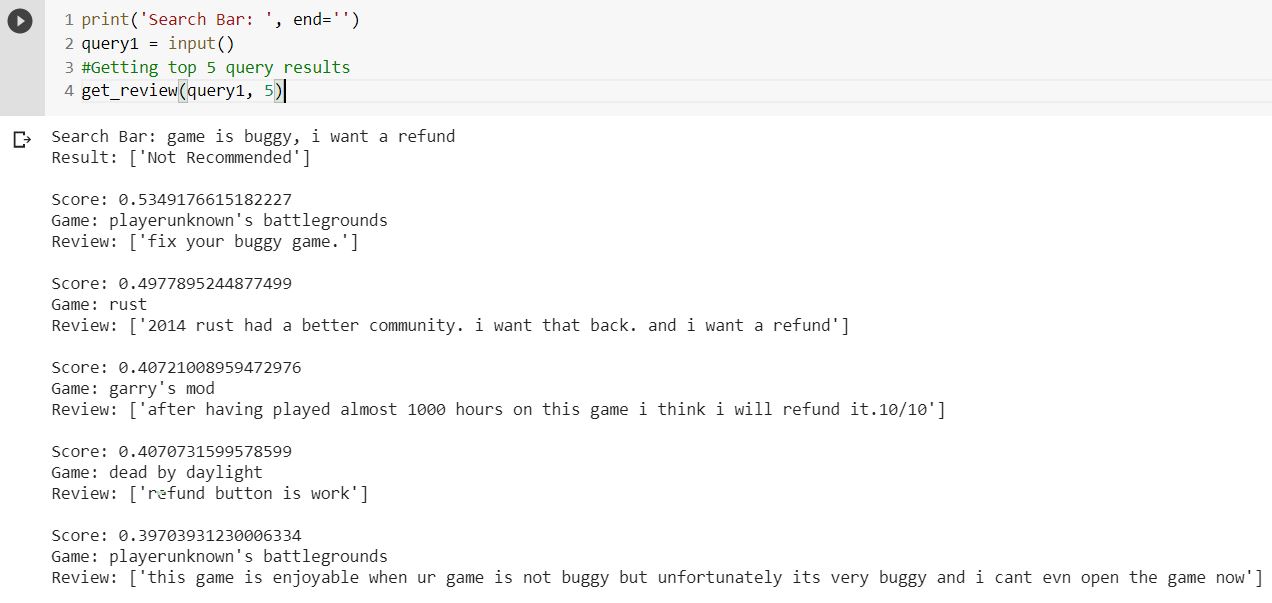 1 print('Search Bar: ', end='')
2 query1 = input()
3 #Getting top 5 query results
4 get_review(query1, 5)
Search Bar: game is buggy, i want a refund
Result: ['Not Recommended']
Score: 0.5349176615182227
Game: playerunknown's battlegrounds
Review: ['fix your buggy game.']
Score: 0.4977895244877499
Game: rust
Review: ['2014 rust had a better community. i want that back. and i want a refund']
Score: 0.40721008959472976
Game: garry's mod
Review: ['after having played almost 1000 hours on this game i think i will refund it.10/10']
Score: 0.4070731599578599
Game: dead by daylight
Review: ['refund button is work']
Score: 0.39703931230006334
Game: playerunknown's battlegrounds
Review: ['this game is enjoyable when ur game is not buggy but unfortunately its very buggy and i cant evn open the game now']